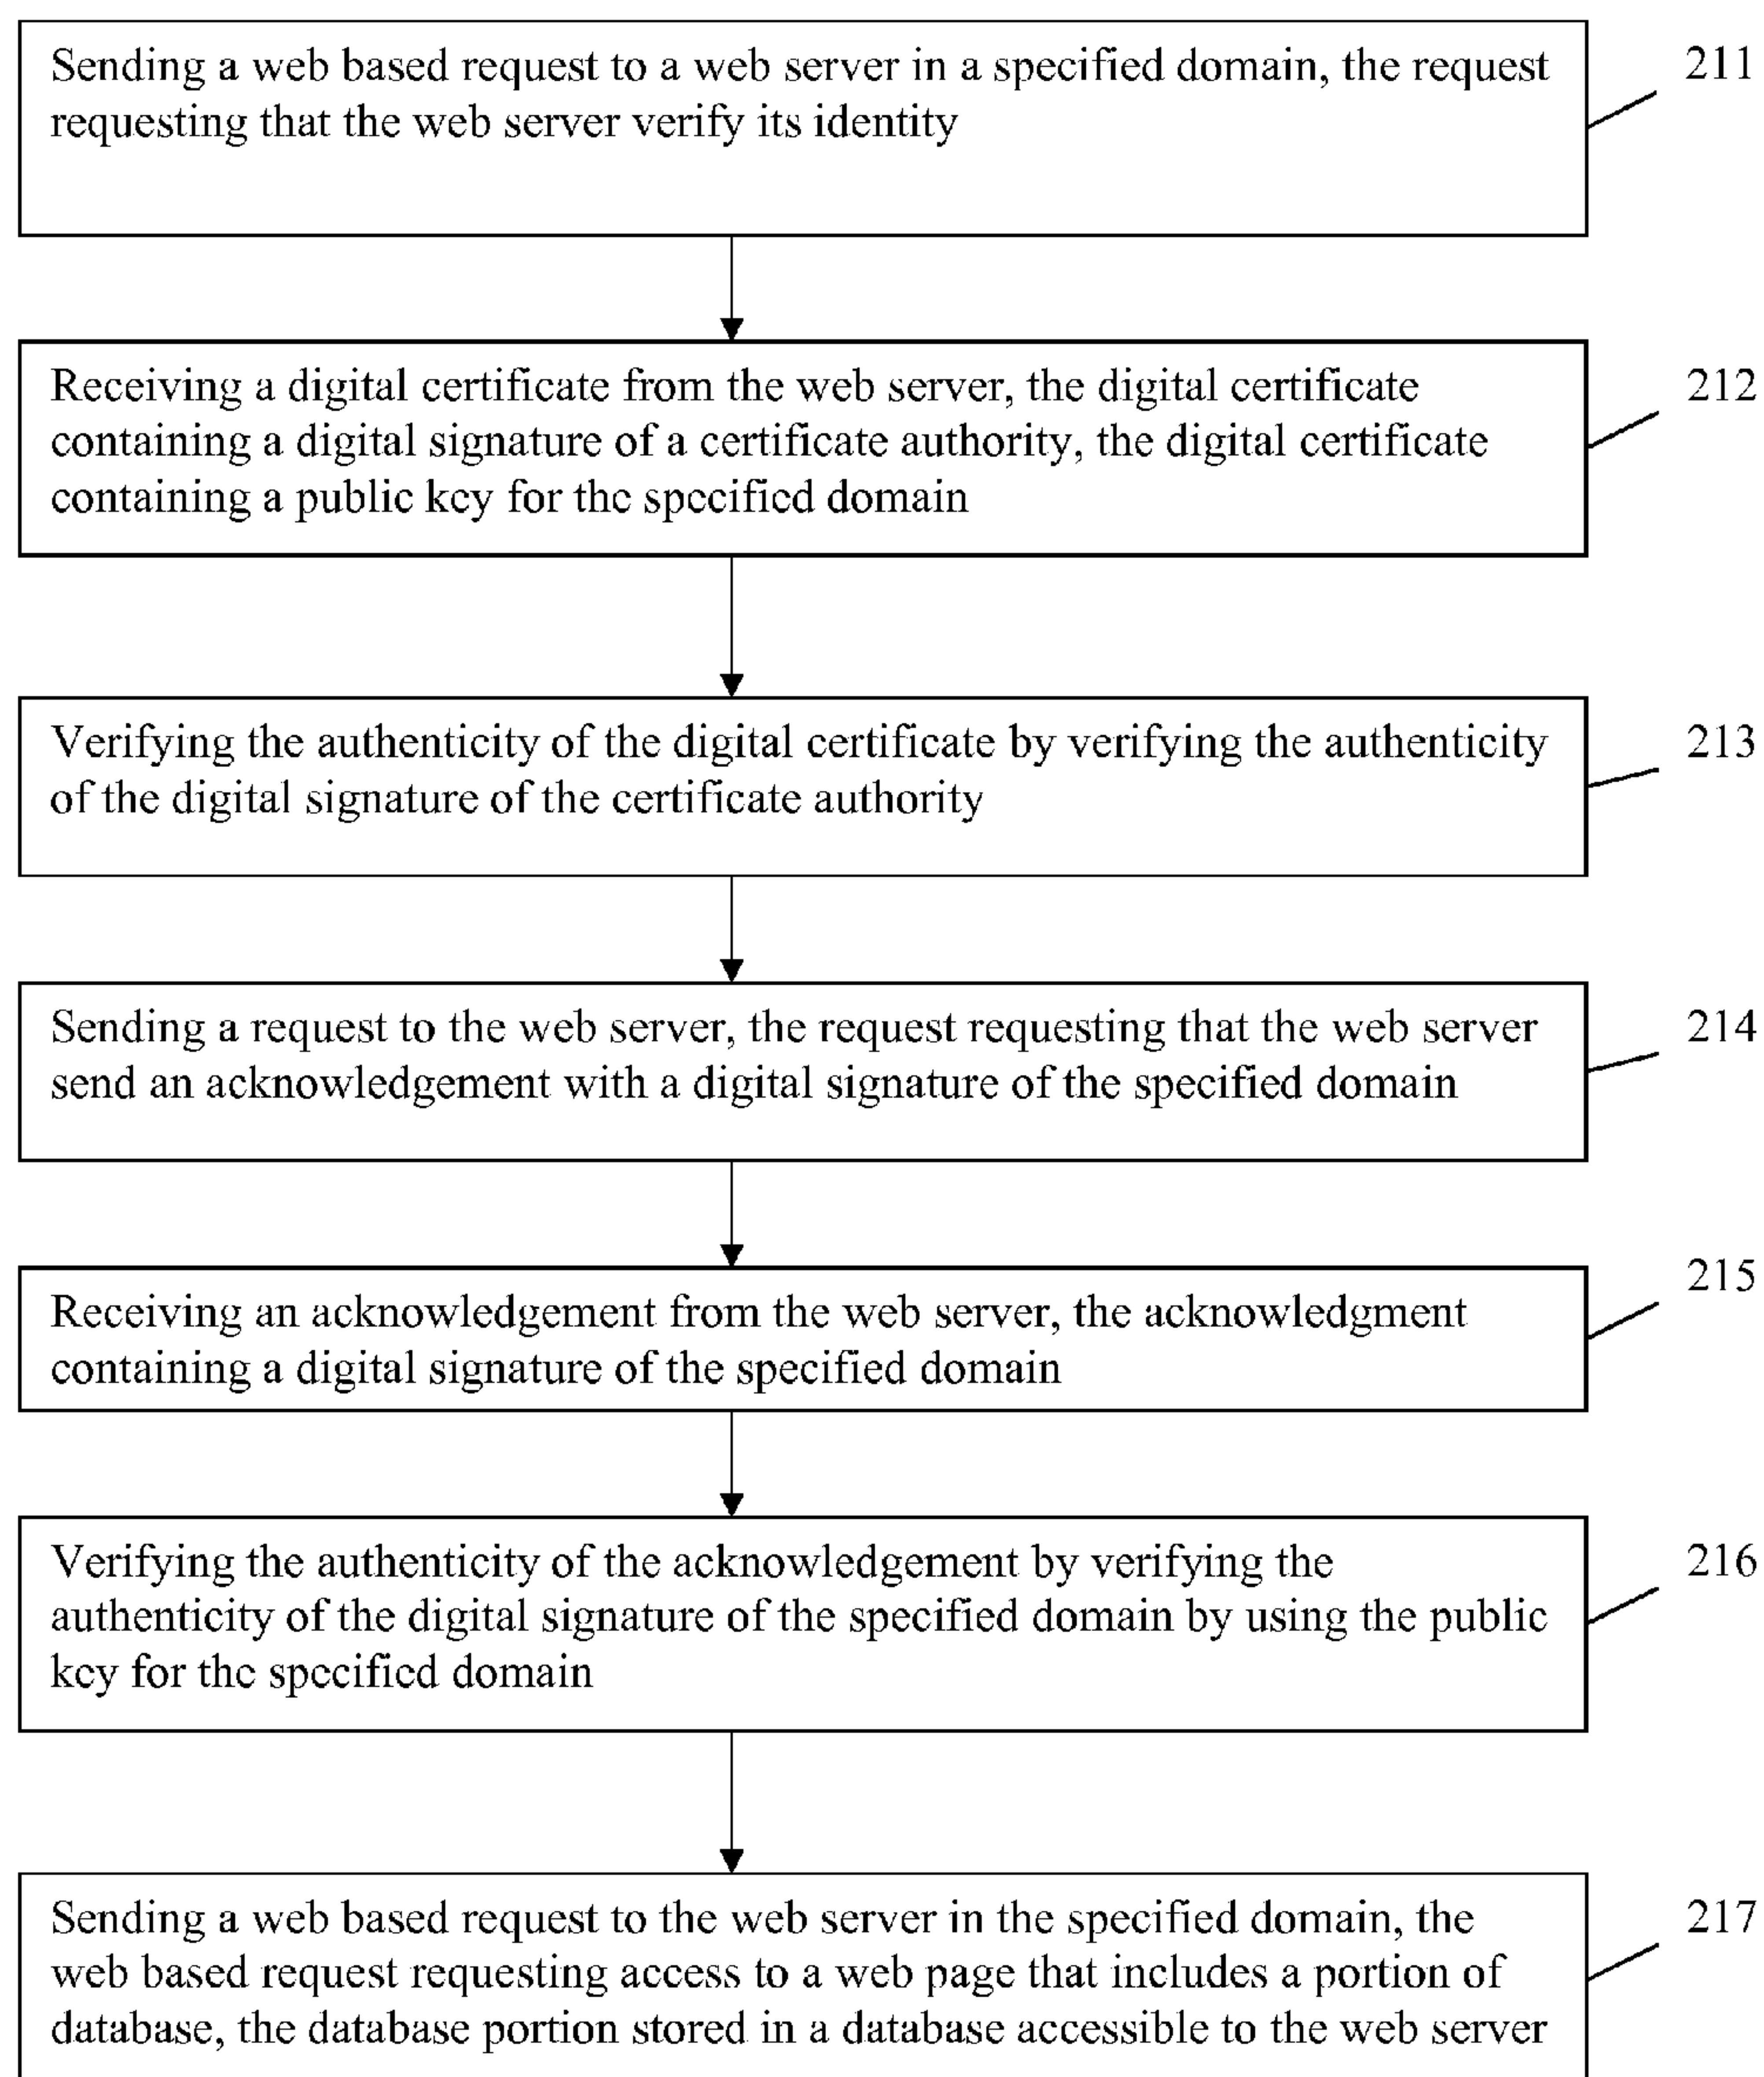 Sending a web based request to a web server in a specified domain, the request
requesting that the web server verify its identity
211
Receiving a digital certificate from the web server, the digital certificate
containing a digital signature of a certificate authority, the digital certificate
containing a public key for the specified domain
212
Verifying the authenticity of the digital certificate by verifying the authenticity
of the digital signature of the certificate authority
213
Sending a request to the web server, the request requesting that the web server
send an acknowledgement with a digital signature of the specified domain
214
Receiving an acknowledgement from the web server, the acknowledgment
containing a digital signature of the specified domain
215
Verifying the authenticity of the acknowledgement by verifying the
authenticity of the digital signature of the specified domain by using the public
key for the specified domain
216
Sending a web based request to the web server in the specified domain, the
web based request requesting access to a web page that includes a portion of
database, the database portion stored in a database accessible to the web server
217